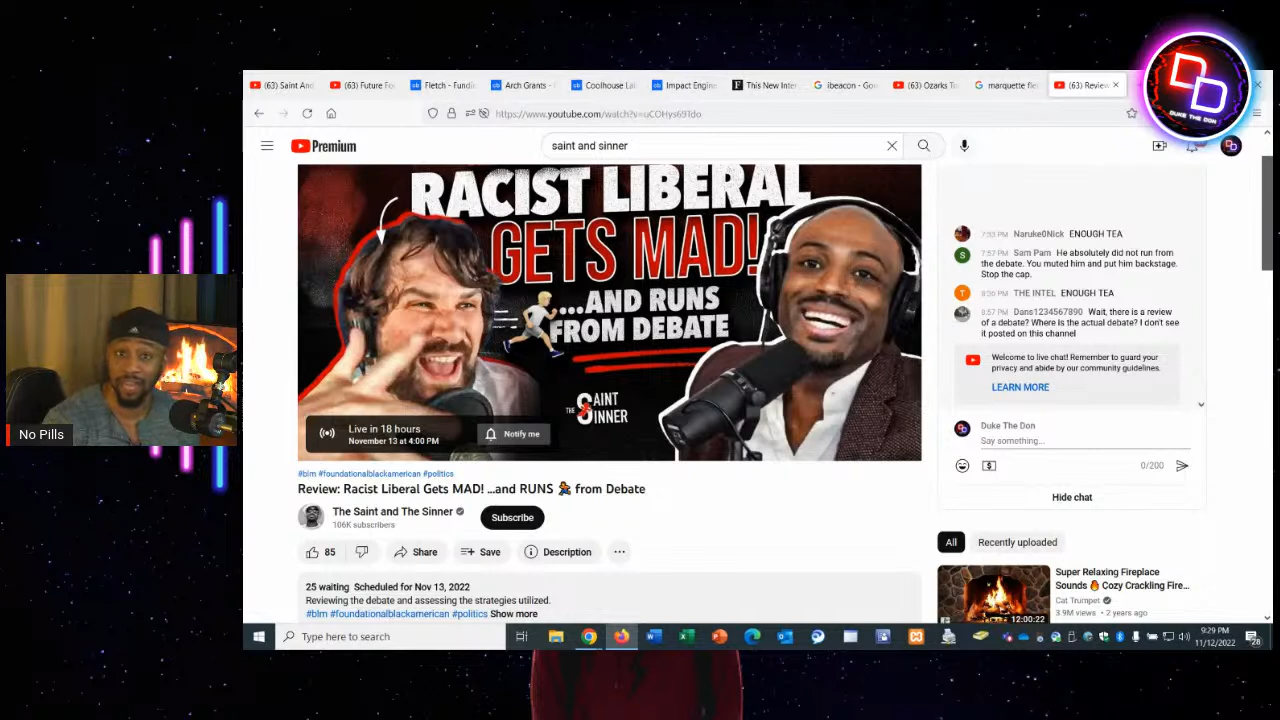 (63) Saint And
(63) Future Fo
Fletch - Fundi
Arch Grants -
Coolhouse La
Impact Engin
This New Inter
ibeacon - Go
(63) Ozarks To
marquette fle
(63) Review
https://www.youtube.com/watch?v=uCOHys69Tdo
Premium
saint and sinner
DUKE THE DON
RACIST LIBERAL
GETS MAD!
...AND RUNS
FROM DEBATE
THE SAINT
SINNER
Live in 18 hours
November 13 at 4:00 PM
Notify me
No Pills
#blm #foundationalblackamerican #politics
Review: Racist Liberal Gets MAD! ...and RUNS 🏃 from Debate
The Saint and The Sinner
106K subscribers
Subscribe
85
Share
Save
Description
25 waiting Scheduled for Nov 13, 2022
Reviewing the debate and assessing the strategies utilized.
#blm #foundationalblackamerican #politics Show more
7:33 PM Naruke0Nick ENOUGH TEA
7:57 PM Sam Pam He absolutely did not run from
the debate. You muted him and put him backstage.
Stop the cap.
THE INTEL ENOUGH TEA
8:57 PM Dans1234567890 Wait, there is a review
of a debate? Where is the actual debate? I don't see
it posted on this channel
Welcome to live chat! Remember to guard your
privacy and abide by our community guidelines.
LEARN MORE
Duke The Don
Say something...
0/200
Hide chat
All
Recently uploaded
Super Relaxing Fireplace
Sounds 🔥 Cozy Crackling Fire...
Cat Trumpet
3.9M views • 2 years ago
12:00:22
Type here to search
9:29 PM
11/12/2022
28